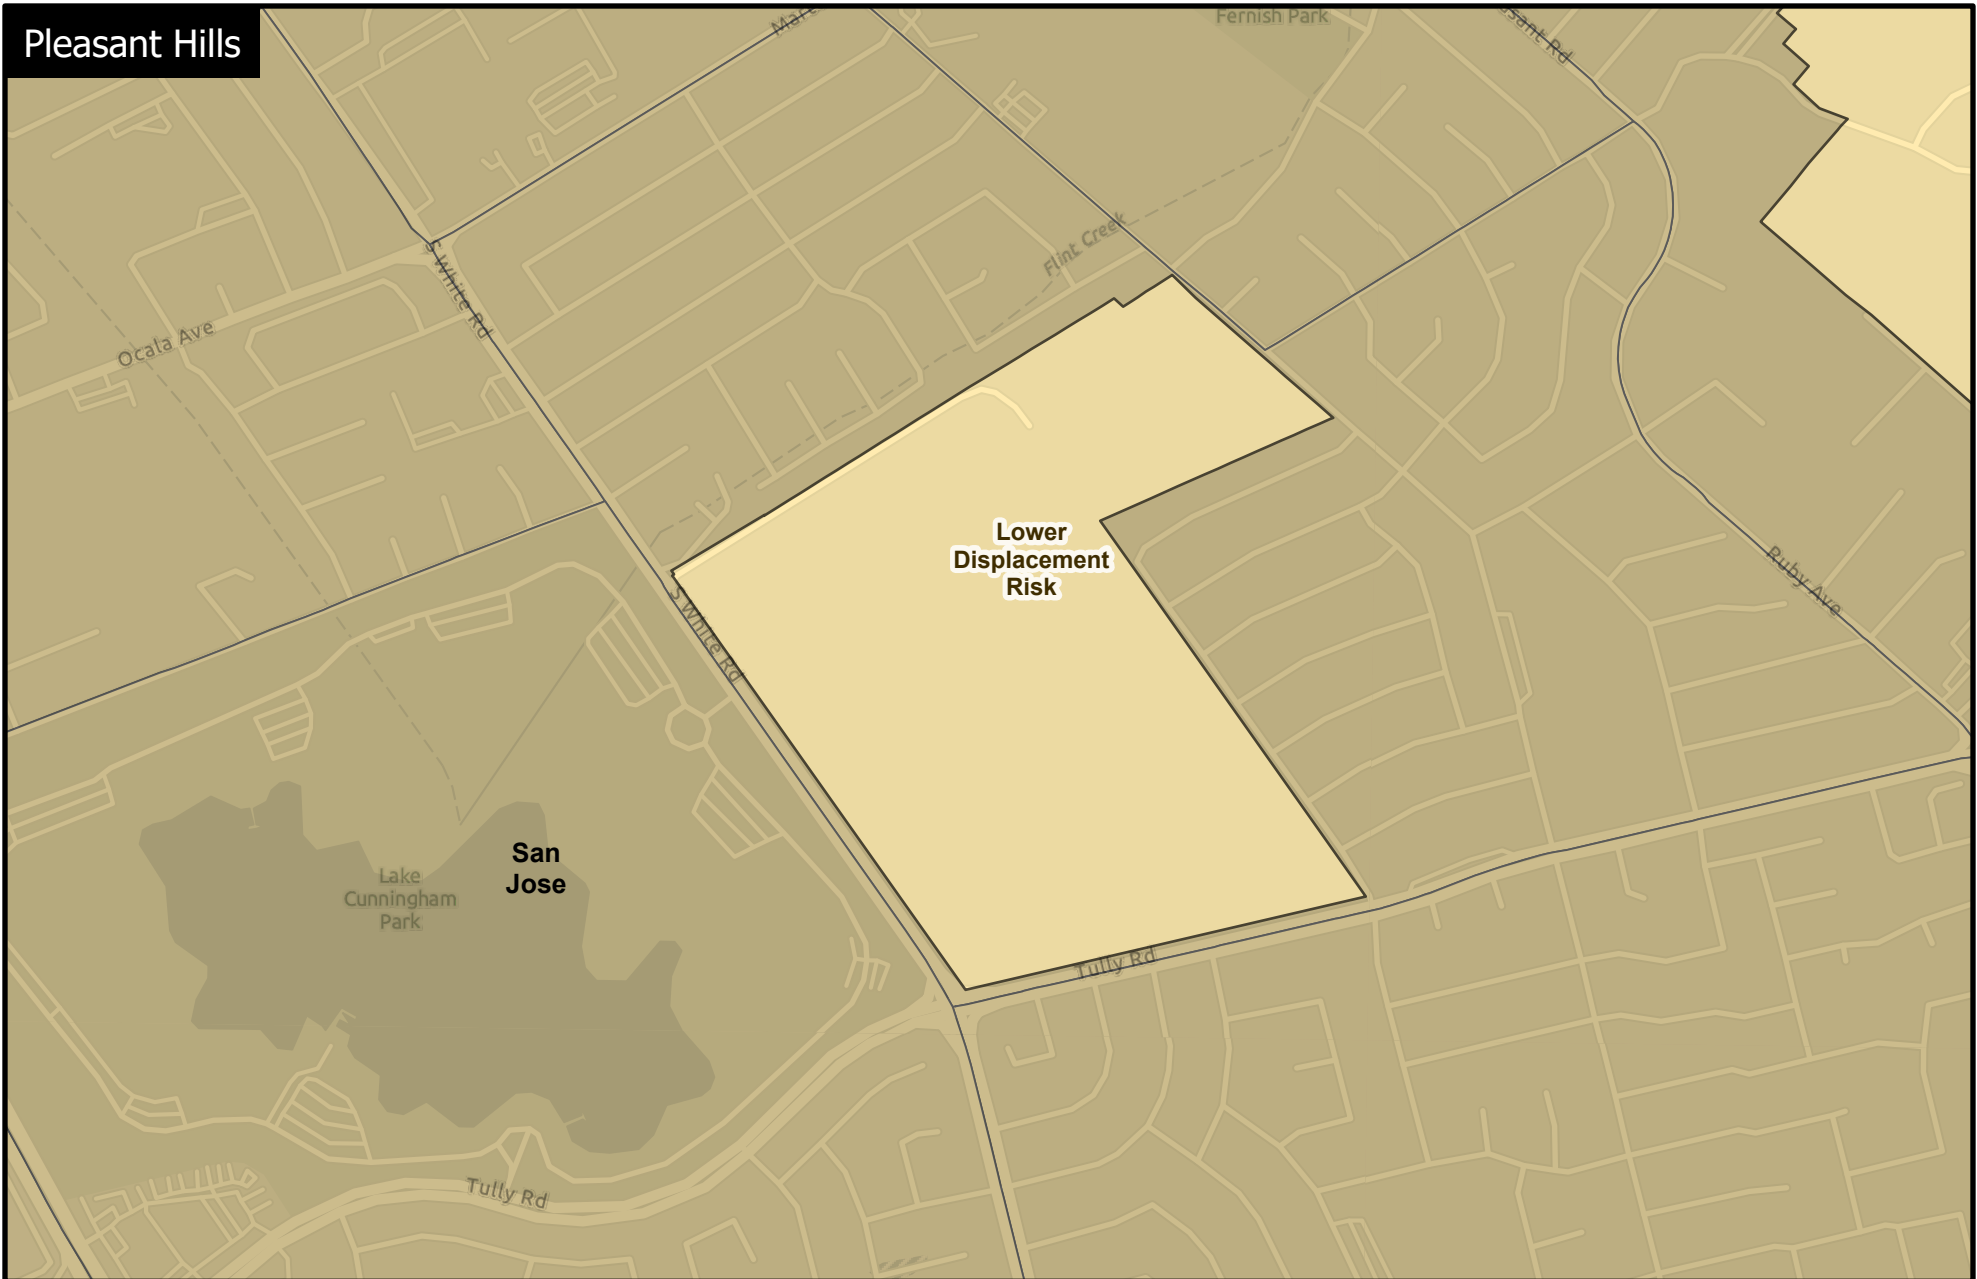 Pleasant Hills
Fernish Park
Flint Creek
S White Rd
Ocala Ave
Lower
Displacement
Risk
Ruby Ave
S White Rd
San
Jose
Lake
Cunningham
Park
Tully Rd
Tully Rd